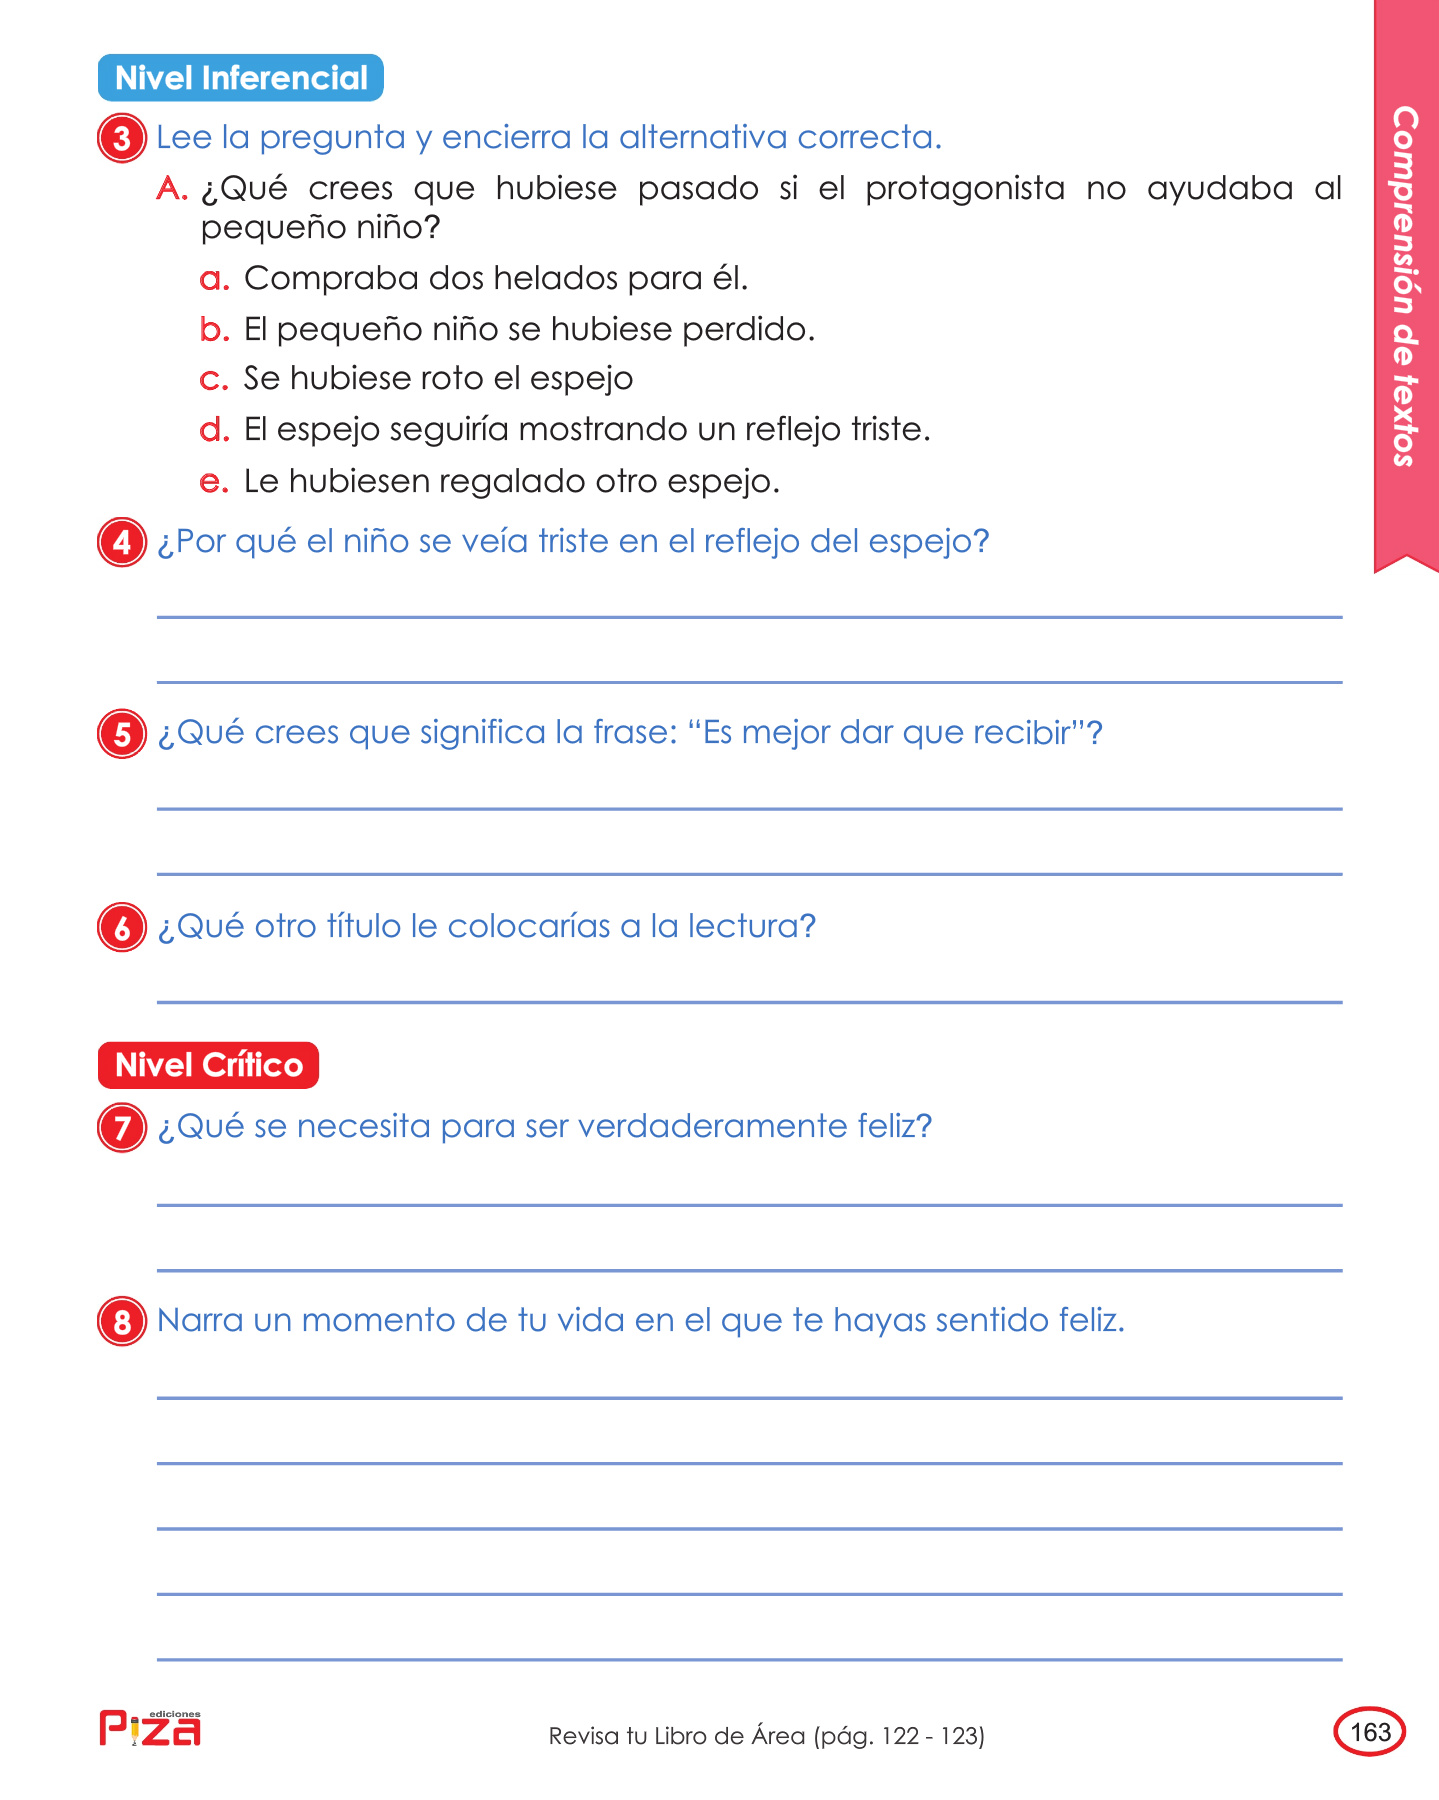 Nivel Inferencial
3 Lee la pregunta y encierra la alternativa correcta.
A. ¿Qué crees que hubiese pasado si el protagonista no ayudaba al
pequeño niño?
a. Compraba dos helados para él.
b. El pequeño niño se hubiese perdido.
c. Se hubiese roto el espejo
d. El espejo seguiría mostrando un reflejo triste.
e. Le hubiesen regalado otro espejo.
4 ¿Por qué el niño se veía triste en el reflejo del espejo?
5 ¿Qué crees que significa la frase: “Es mejor dar que recibir”?
6 ¿Qué otro título le colocarías a la lectura?
Nivel Crítico
7 ¿Qué se necesita para ser verdaderamente feliz?
8 Narra un momento de tu vida en el que te hayas sentido feliz.
Comprensión de textos
ediciones
Piza
Revisa tu Libro de Área (pág. 122 - 123)
163